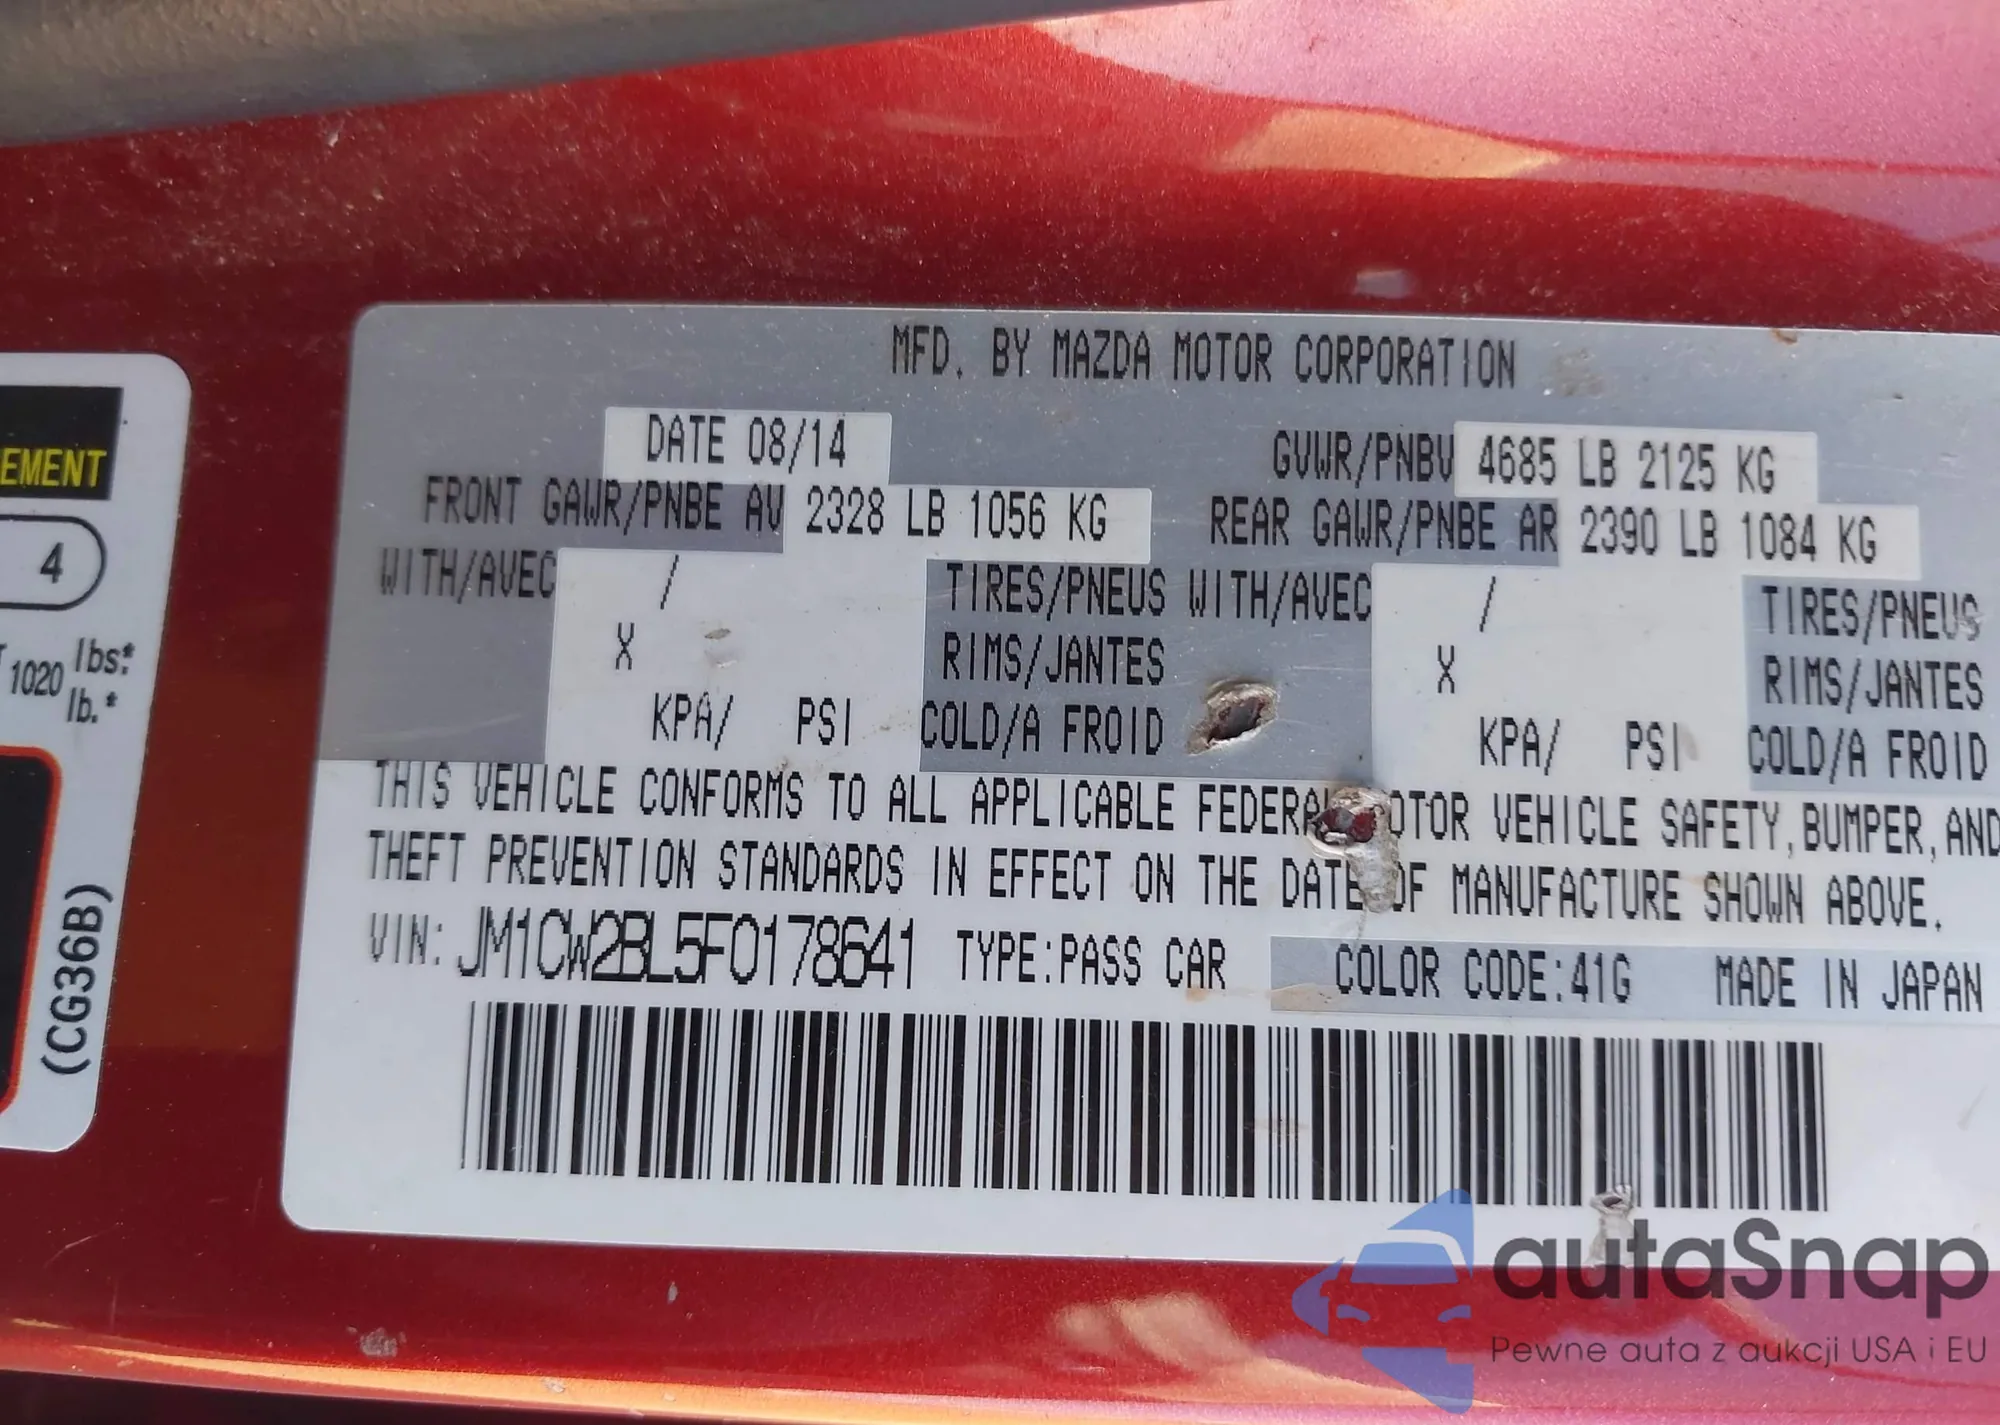 EMENT
4
1020 lbs.*
lb.*
(CG36B)
MFD. BY MAZDA MOTOR CORPORATION
DATE 08/14 GVWR/PNBV 4685 LB 2125 KG
FRONT GAWR/PNBE AV 2328 LB 1056 KG REAR GAWR/PNBE AR 2390 LB 1084 KG
WITH/AVEC / TIRES/PNEUS WITH/AVEC / TIRES/PNEUS
X RIMS/JANTES X RIMS/JANTES
KPA/ PSI COLD/A FROID KPA/ PSI COLD/A FROID
THIS VEHICLE CONFORMS TO ALL APPLICABLE FEDERAL MOTOR VEHICLE SAFETY, BUMPER, AND
THEFT PREVENTION STANDARDS IN EFFECT ON THE DATE OF MANUFACTURE SHOWN ABOVE.
VIN: JM1CW2BL5F0178641 TYPE:PASS CAR COLOR CODE:41G MADE IN JAPAN
autaSnap
Pewne auta z aukcji USA i EU